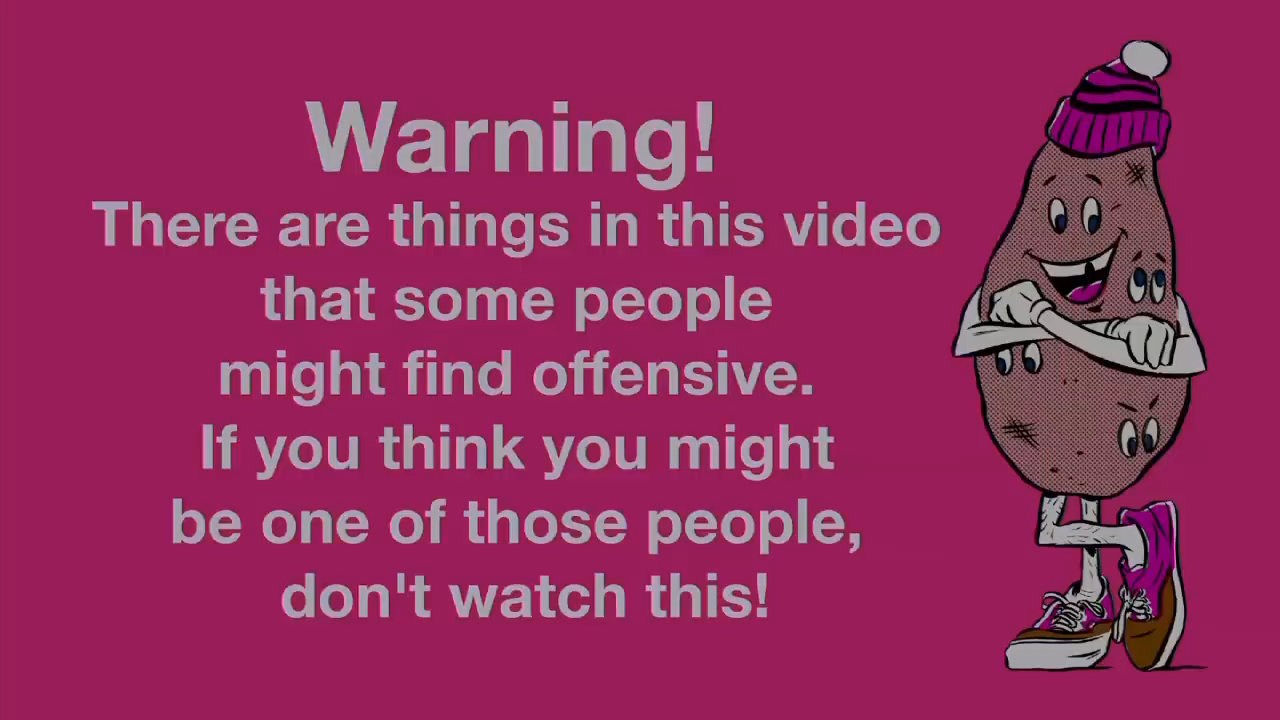 Warning!
There are things in this video
that some people
might find offensive.
If you think you might
be one of those people,
don't watch this!